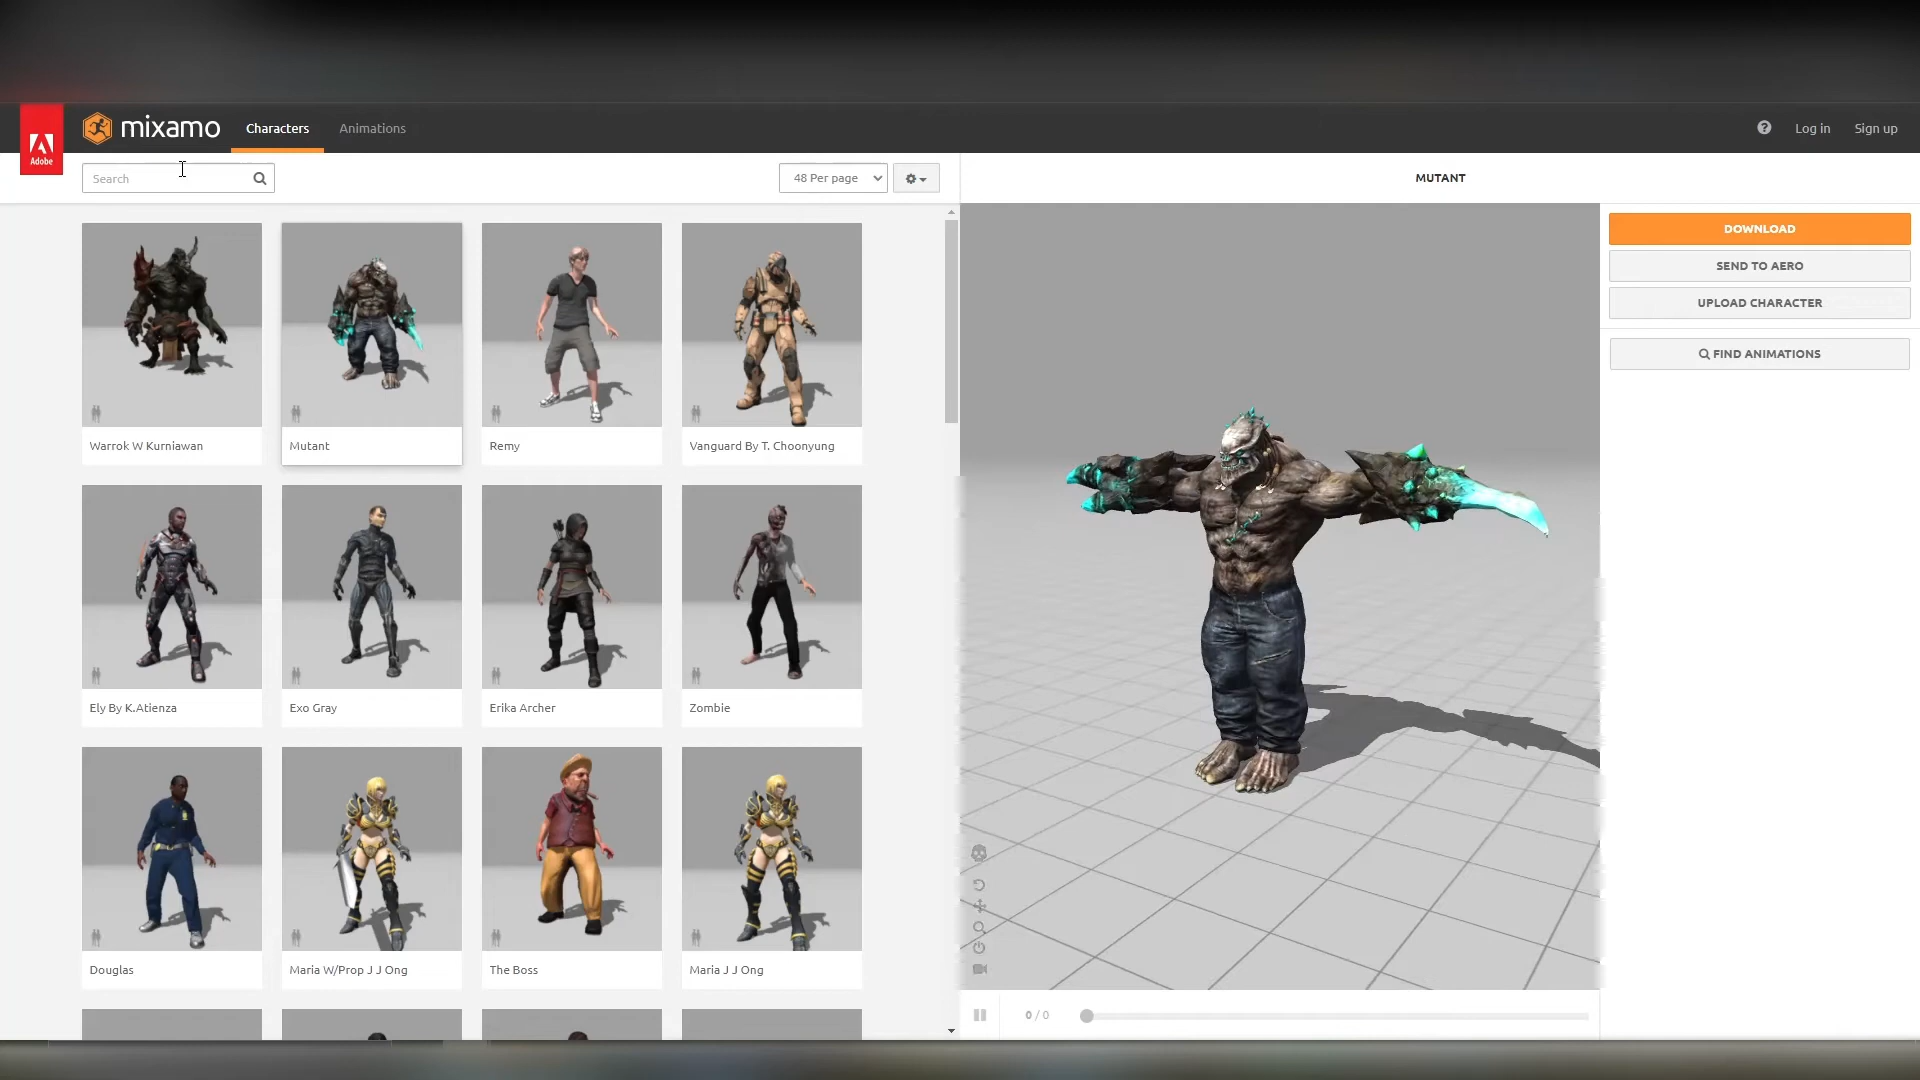 Adobe
mixamo
Characters
Animations
Log in
Sign up
Search
48 Per page
MUTANT
DOWNLOAD
SEND TO AERO
UPLOAD CHARACTER
FIND ANIMATIONS
Warrok W Kurniawan
Mutant
Remy
Vanguard By T. Choonyung
Ely By K.Atienza
Exo Gray
Erika Archer
Zombie
Douglas
Maria W/Prop J J Ong
The Boss
Maria J J Ong
0 / 0